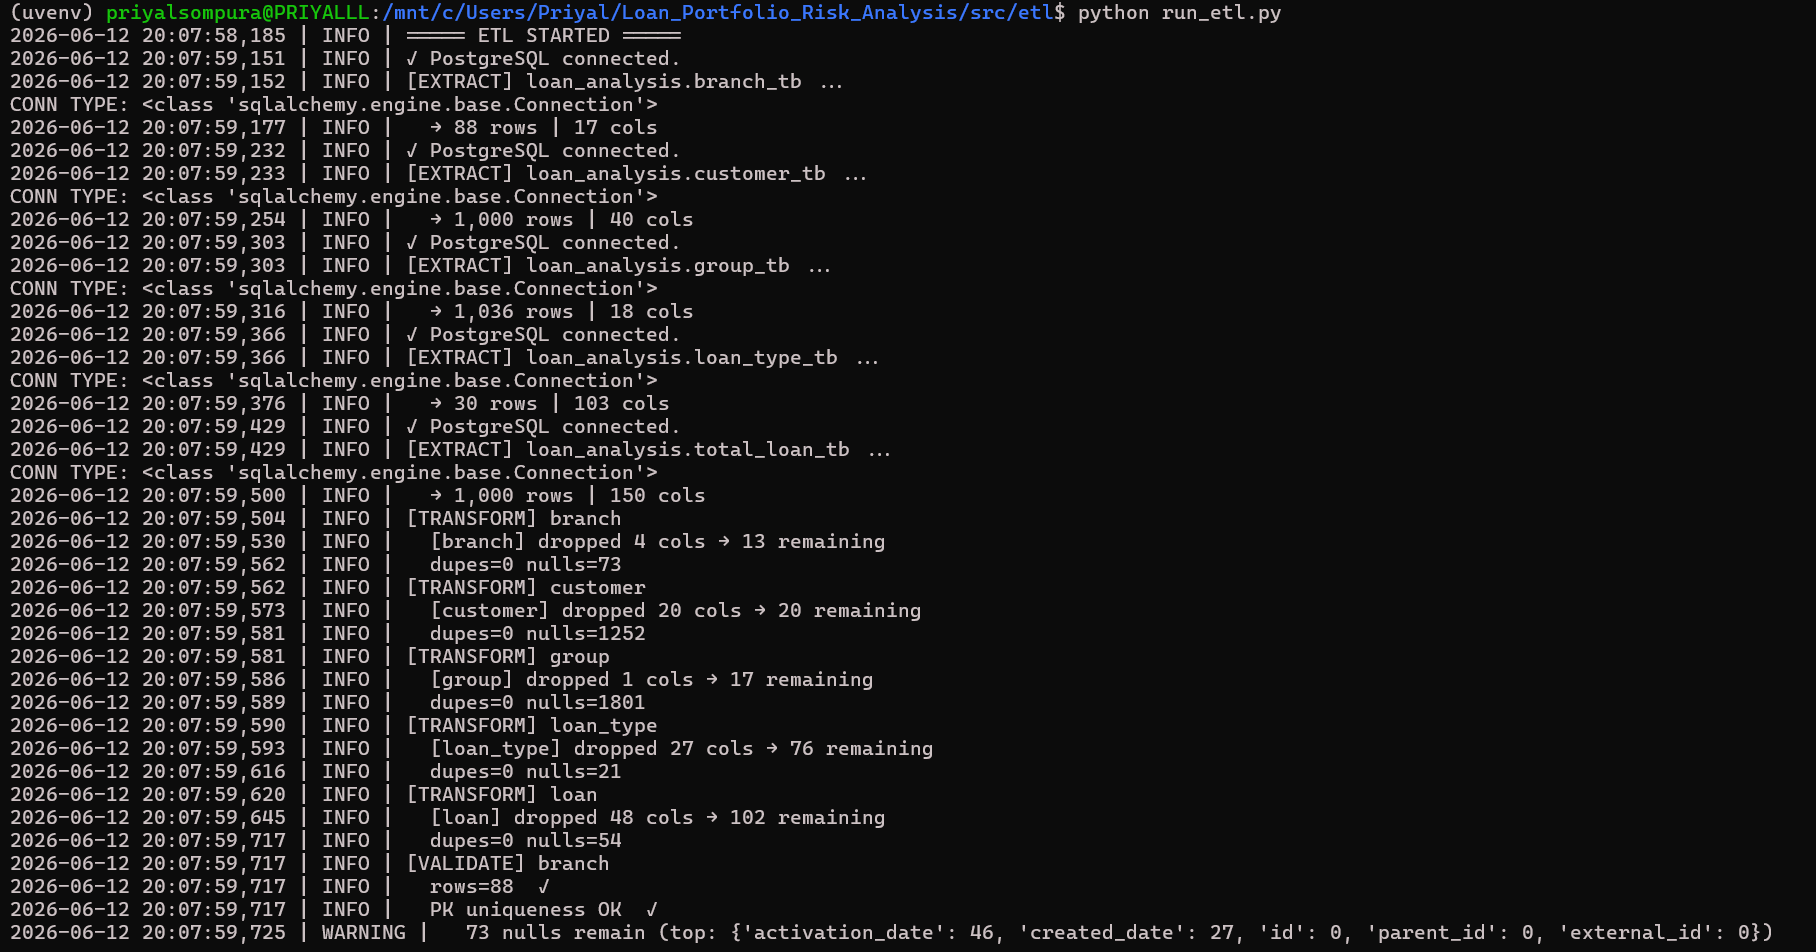 (uvenv) priyalsompura@PRIYALLL:/mnt/c/Users/Priyal/Loan_Portfolio_Risk_Analysis/src/etl$ python run_etl.py
2026-06-12 20:07:58,185 | INFO | ═════ ETL STARTED ═════
2026-06-12 20:07:59,151 | INFO | ✓ PostgreSQL connected.
2026-06-12 20:07:59,152 | INFO | [EXTRACT] loan_analysis.branch_tb …
CONN TYPE: <class 'sqlalchemy.engine.base.Connection'>
2026-06-12 20:07:59,177 | INFO |   → 88 rows | 17 cols
2026-06-12 20:07:59,232 | INFO | ✓ PostgreSQL connected.
2026-06-12 20:07:59,233 | INFO | [EXTRACT] loan_analysis.customer_tb …
CONN TYPE: <class 'sqlalchemy.engine.base.Connection'>
2026-06-12 20:07:59,254 | INFO |   → 1,000 rows | 40 cols
2026-06-12 20:07:59,303 | INFO | ✓ PostgreSQL connected.
2026-06-12 20:07:59,303 | INFO | [EXTRACT] loan_analysis.group_tb …
CONN TYPE: <class 'sqlalchemy.engine.base.Connection'>
2026-06-12 20:07:59,316 | INFO |   → 1,036 rows | 18 cols
2026-06-12 20:07:59,366 | INFO | ✓ PostgreSQL connected.
2026-06-12 20:07:59,366 | INFO | [EXTRACT] loan_analysis.loan_type_tb …
CONN TYPE: <class 'sqlalchemy.engine.base.Connection'>
2026-06-12 20:07:59,376 | INFO |   → 30 rows | 103 cols
2026-06-12 20:07:59,429 | INFO | ✓ PostgreSQL connected.
2026-06-12 20:07:59,429 | INFO | [EXTRACT] loan_analysis.total_loan_tb …
CONN TYPE: <class 'sqlalchemy.engine.base.Connection'>
2026-06-12 20:07:59,500 | INFO |   → 1,000 rows | 150 cols
2026-06-12 20:07:59,504 | INFO | [TRANSFORM] branch
2026-06-12 20:07:59,530 | INFO |   [branch] dropped 4 cols → 13 remaining
2026-06-12 20:07:59,562 | INFO |   dupes=0 nulls=73
2026-06-12 20:07:59,562 | INFO | [TRANSFORM] customer
2026-06-12 20:07:59,573 | INFO |   [customer] dropped 20 cols → 20 remaining
2026-06-12 20:07:59,581 | INFO |   dupes=0 nulls=1252
2026-06-12 20:07:59,581 | INFO | [TRANSFORM] group
2026-06-12 20:07:59,586 | INFO |   [group] dropped 1 cols → 17 remaining
2026-06-12 20:07:59,589 | INFO |   dupes=0 nulls=1801
2026-06-12 20:07:59,590 | INFO | [TRANSFORM] loan_type
2026-06-12 20:07:59,593 | INFO |   [loan_type] dropped 27 cols → 76 remaining
2026-06-12 20:07:59,616 | INFO |   dupes=0 nulls=21
2026-06-12 20:07:59,620 | INFO | [TRANSFORM] loan
2026-06-12 20:07:59,645 | INFO |   [loan] dropped 48 cols → 102 remaining
2026-06-12 20:07:59,717 | INFO |   dupes=0 nulls=54
2026-06-12 20:07:59,717 | INFO | [VALIDATE] branch
2026-06-12 20:07:59,717 | INFO |   rows=88  ✓
2026-06-12 20:07:59,717 | INFO |   PK uniqueness OK  ✓
2026-06-12 20:07:59,725 | WARNING |   73 nulls remain (top: {'activation_date': 46, 'created_date': 27, 'id': 0, 'parent_id': 0, 'external_id': 0})